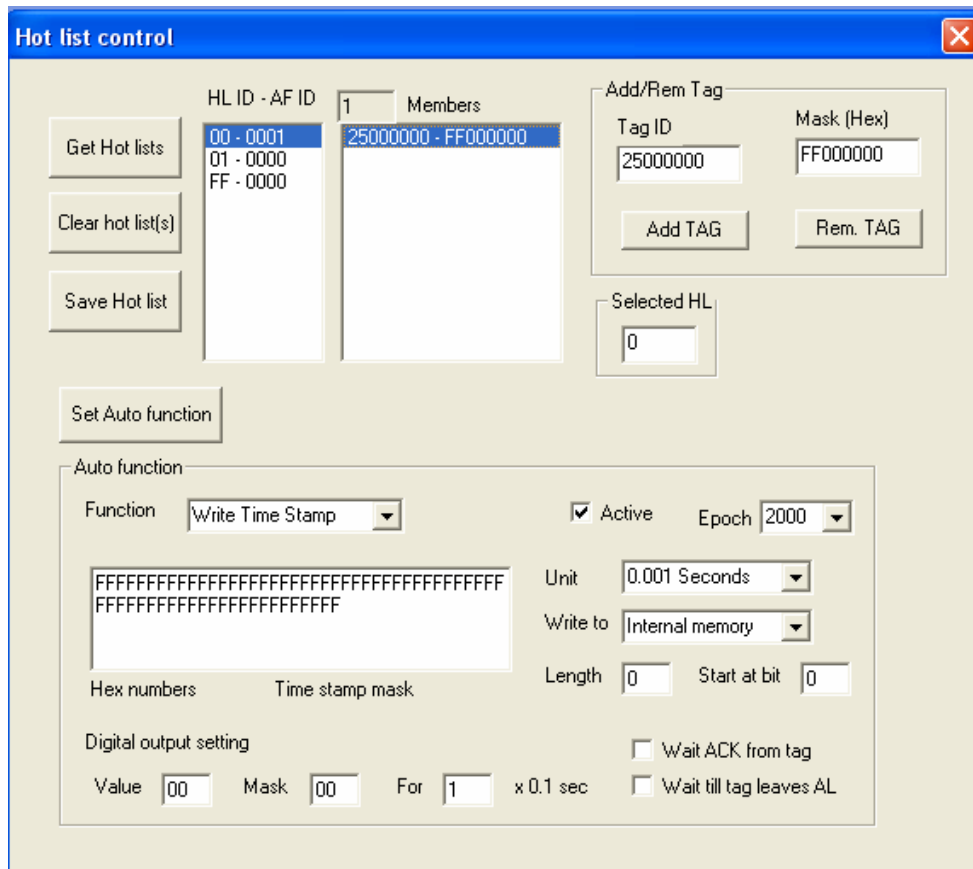 Hot list control
HL ID - AF ID
1
Members
Get Hot lists
Clear hot list(s)
Save Hot list
00 - 0001
01 - 0000
FF - 0000
25000000 - FF000000
Add/Rem Tag
Tag ID
Mask (Hex)
25000000
FF000000
Add TAG
Rem. TAG
Selected HL
0
Set Auto function
Auto function
Function
Write Time Stamp
Active
Epoch
2000
FFFFFFFFFFFFFFFFFFFFFFFFFFFFFFFFFFFFFFFF
FFFFFFFFFFFFFFFFFFFFFFFF
Hex numbers
Time stamp mask
Unit
0.001 Seconds
Write to
Internal memory
Length
0
Start at bit
0
Digital output setting
Value
00
Mask
00
For
1
x 0.1 sec
Wait ACK from tag
Wait till tag leaves AL